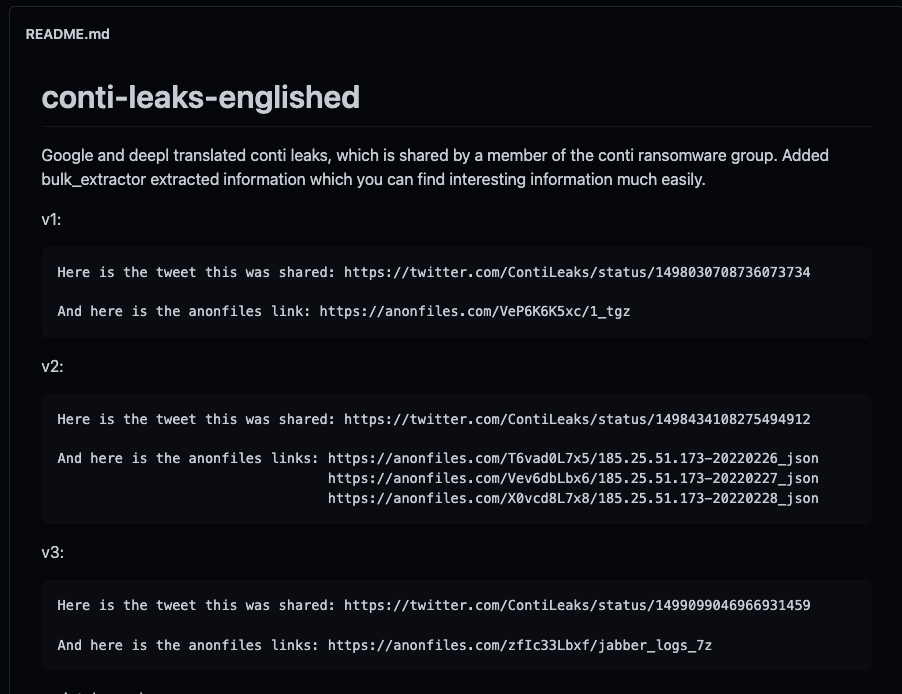 README.md
conti-leaks-englished
Google and deepl translated conti leaks, which is shared by a member of the conti ransomware group. Added
bulk_extractor extracted information which you can find interesting information much easily.
v1:
Here is the tweet this was shared: https://twitter.com/ContiLeaks/status/1498030708736073734
And here is the anonfiles link: https://anonfiles.com/VeP6K6K5xc/1_tgz
v2:
Here is the tweet this was shared: https://twitter.com/ContiLeaks/status/1498434108275494912
And here is the anonfiles links: https://anonfiles.com/T6vad0L7x5/185.25.51.173-20220226_json
https://anonfiles.com/Vev6dbLbx6/185.25.51.173-20220227_json
https://anonfiles.com/X0vcd8L7x8/185.25.51.173-20220228_json
v3:
Here is the tweet this was shared: https://twitter.com/ContiLeaks/status/1499099046966931459
And here is the anonfiles links: https://anonfiles.com/zfIc33Lbxf/jabber_logs_7z